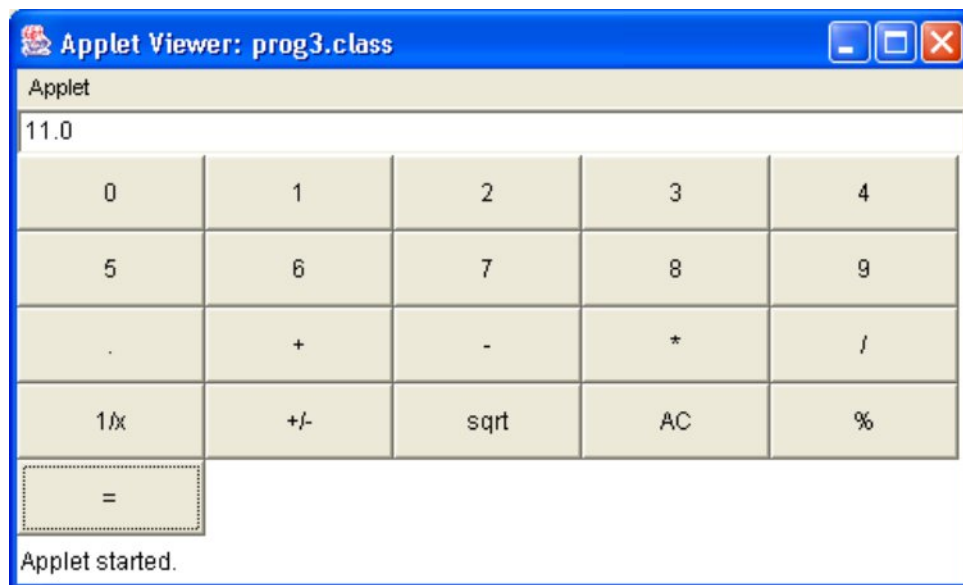 Applet Viewer: prog3.class
Applet
11.0
0 1 2 3 4
5 6 7 8 9
. + - * /
1/x +/- sqrt AC %
=
Applet started.